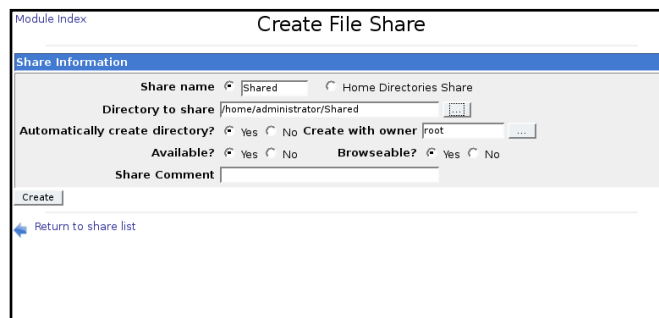 Module Index
Create File Share
Share Information
Share name Shared Home Directories Share
Directory to share /home/administrator/Shared ...
Automatically create directory? Yes No Create with owner root ...
Available? Yes No Browseable? Yes No
Share Comment
Create
Return to share list